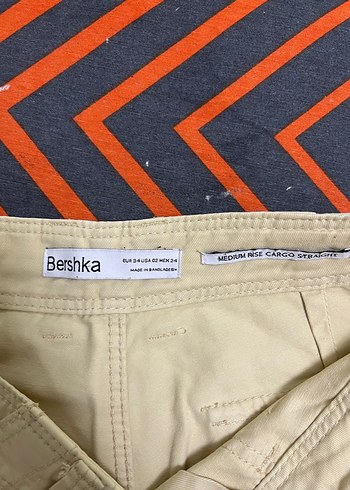 Bershka
EUR 34 USA 02 MEX 24
MADE IN BANGLADESH
MEDIUM RISE CARGO STRAIGHT